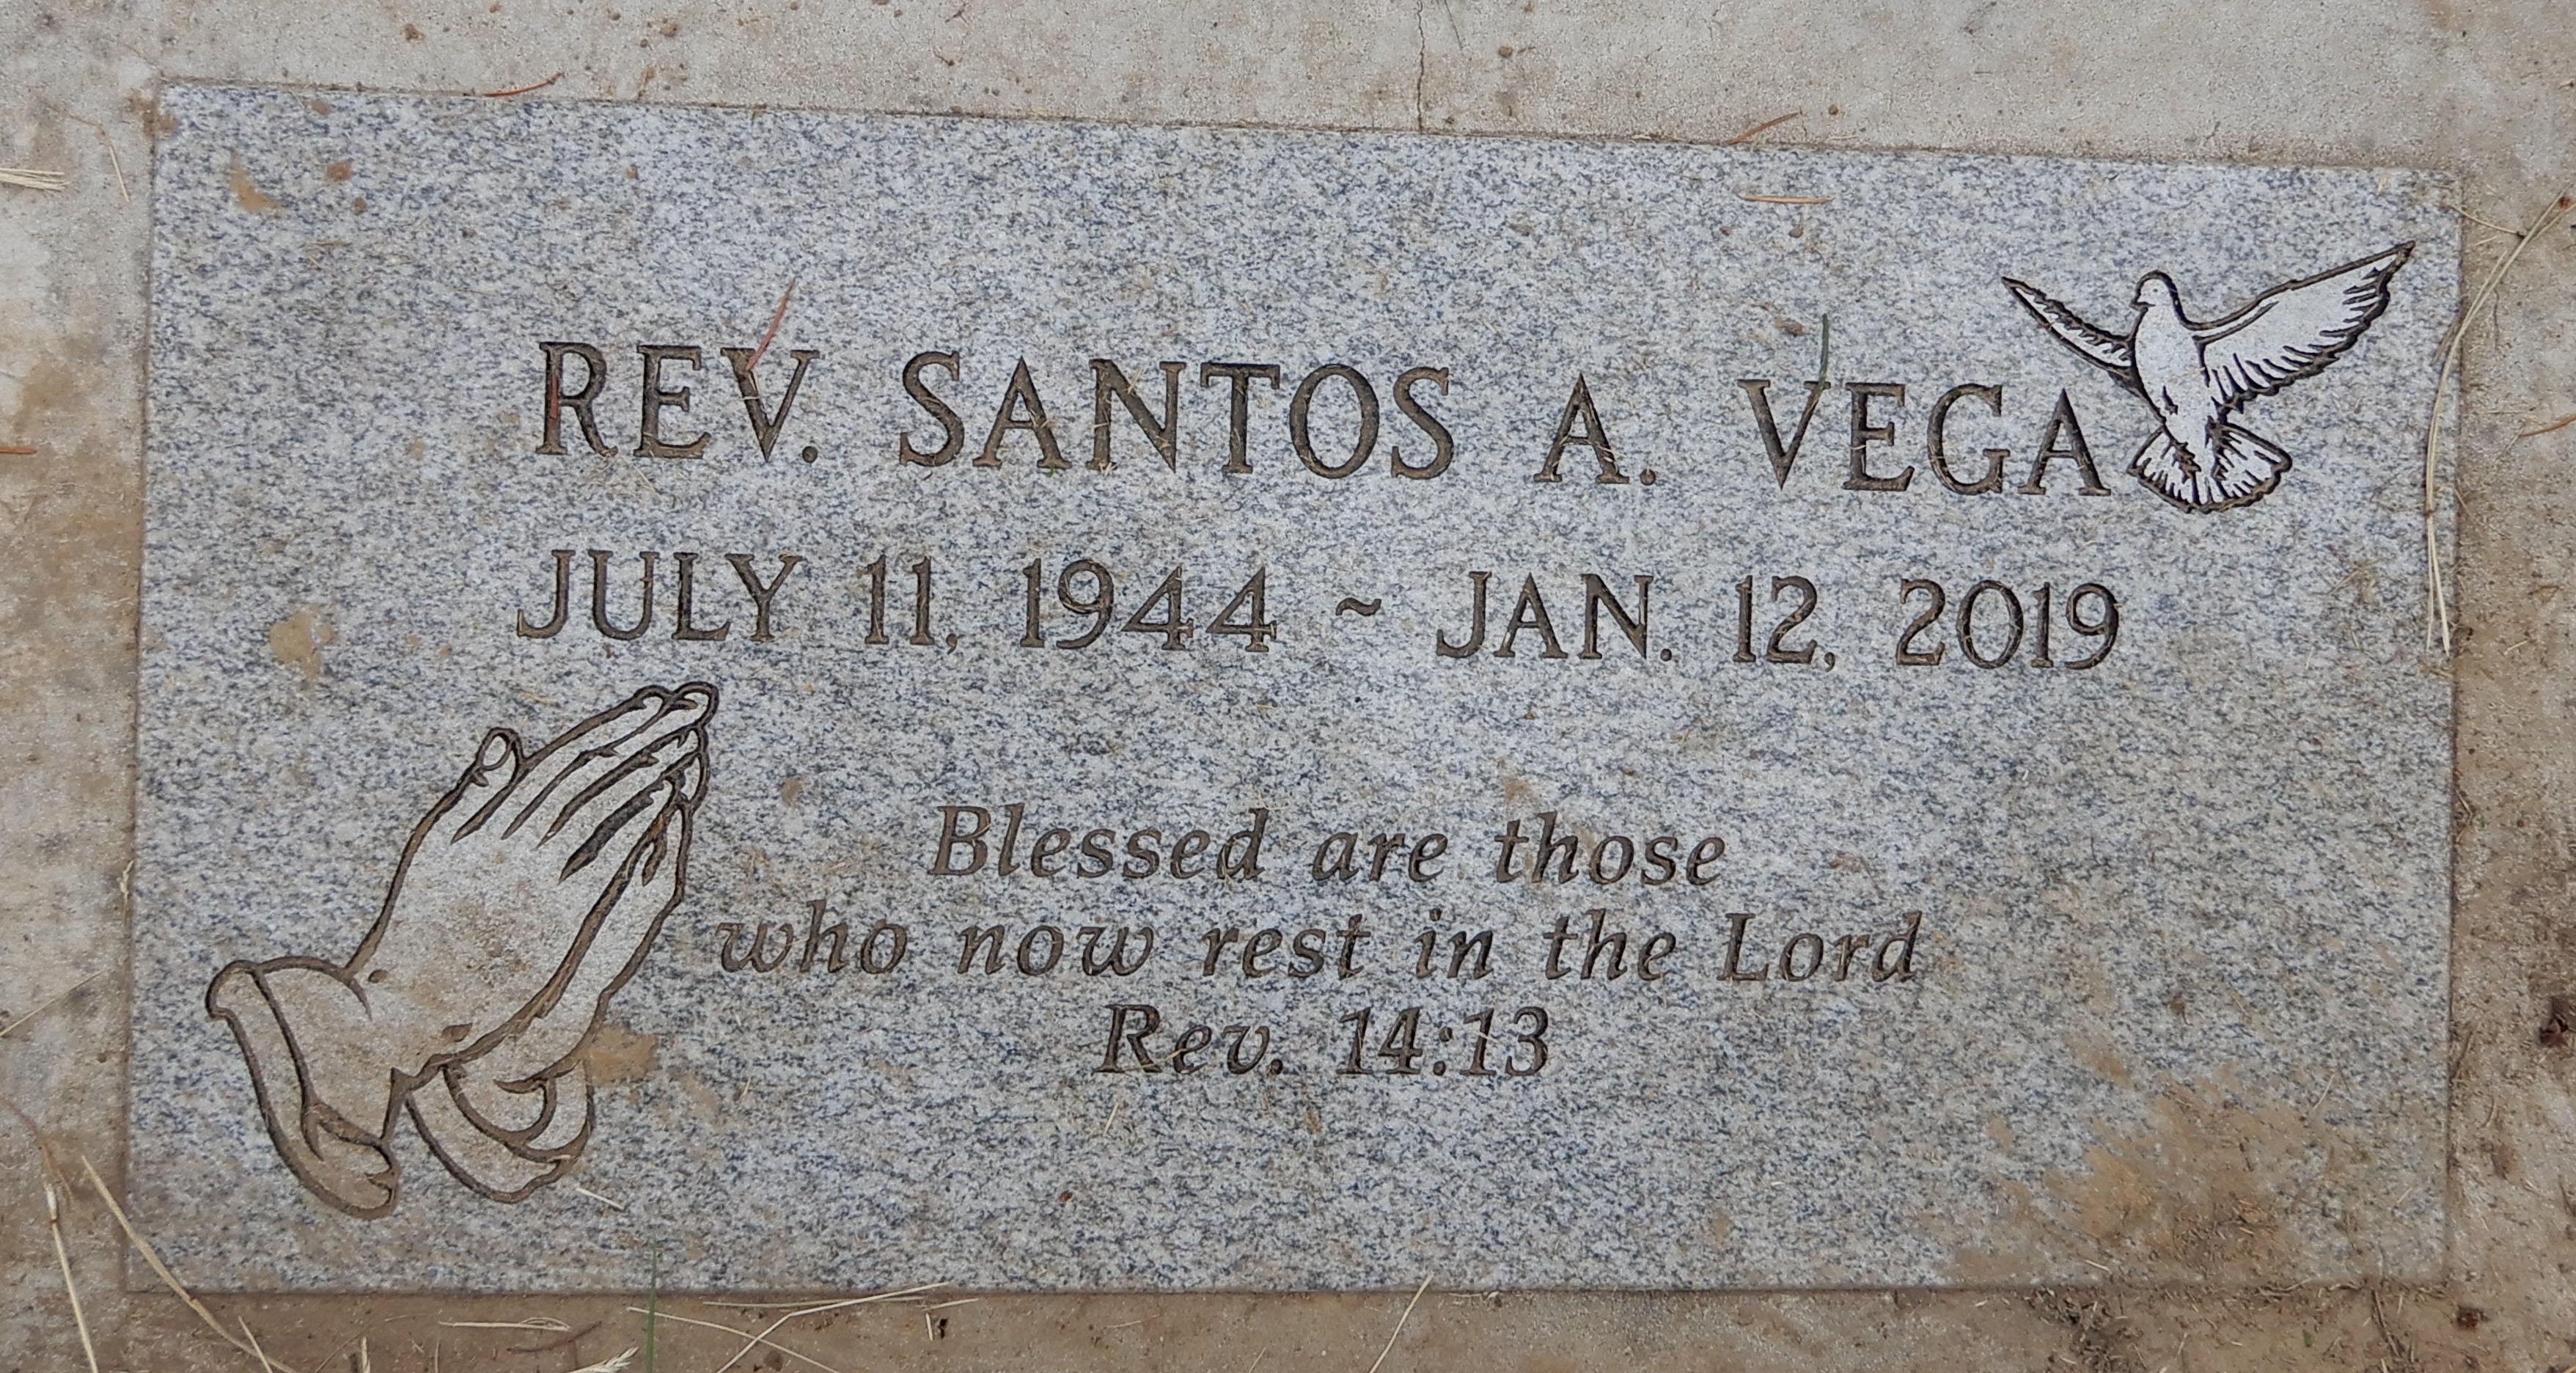 REV. SANTOS A. VEGA
JULY 11, 1944 ~ JAN. 12, 2019
Blessed are those
who now rest in the Lord
Rev. 14:13